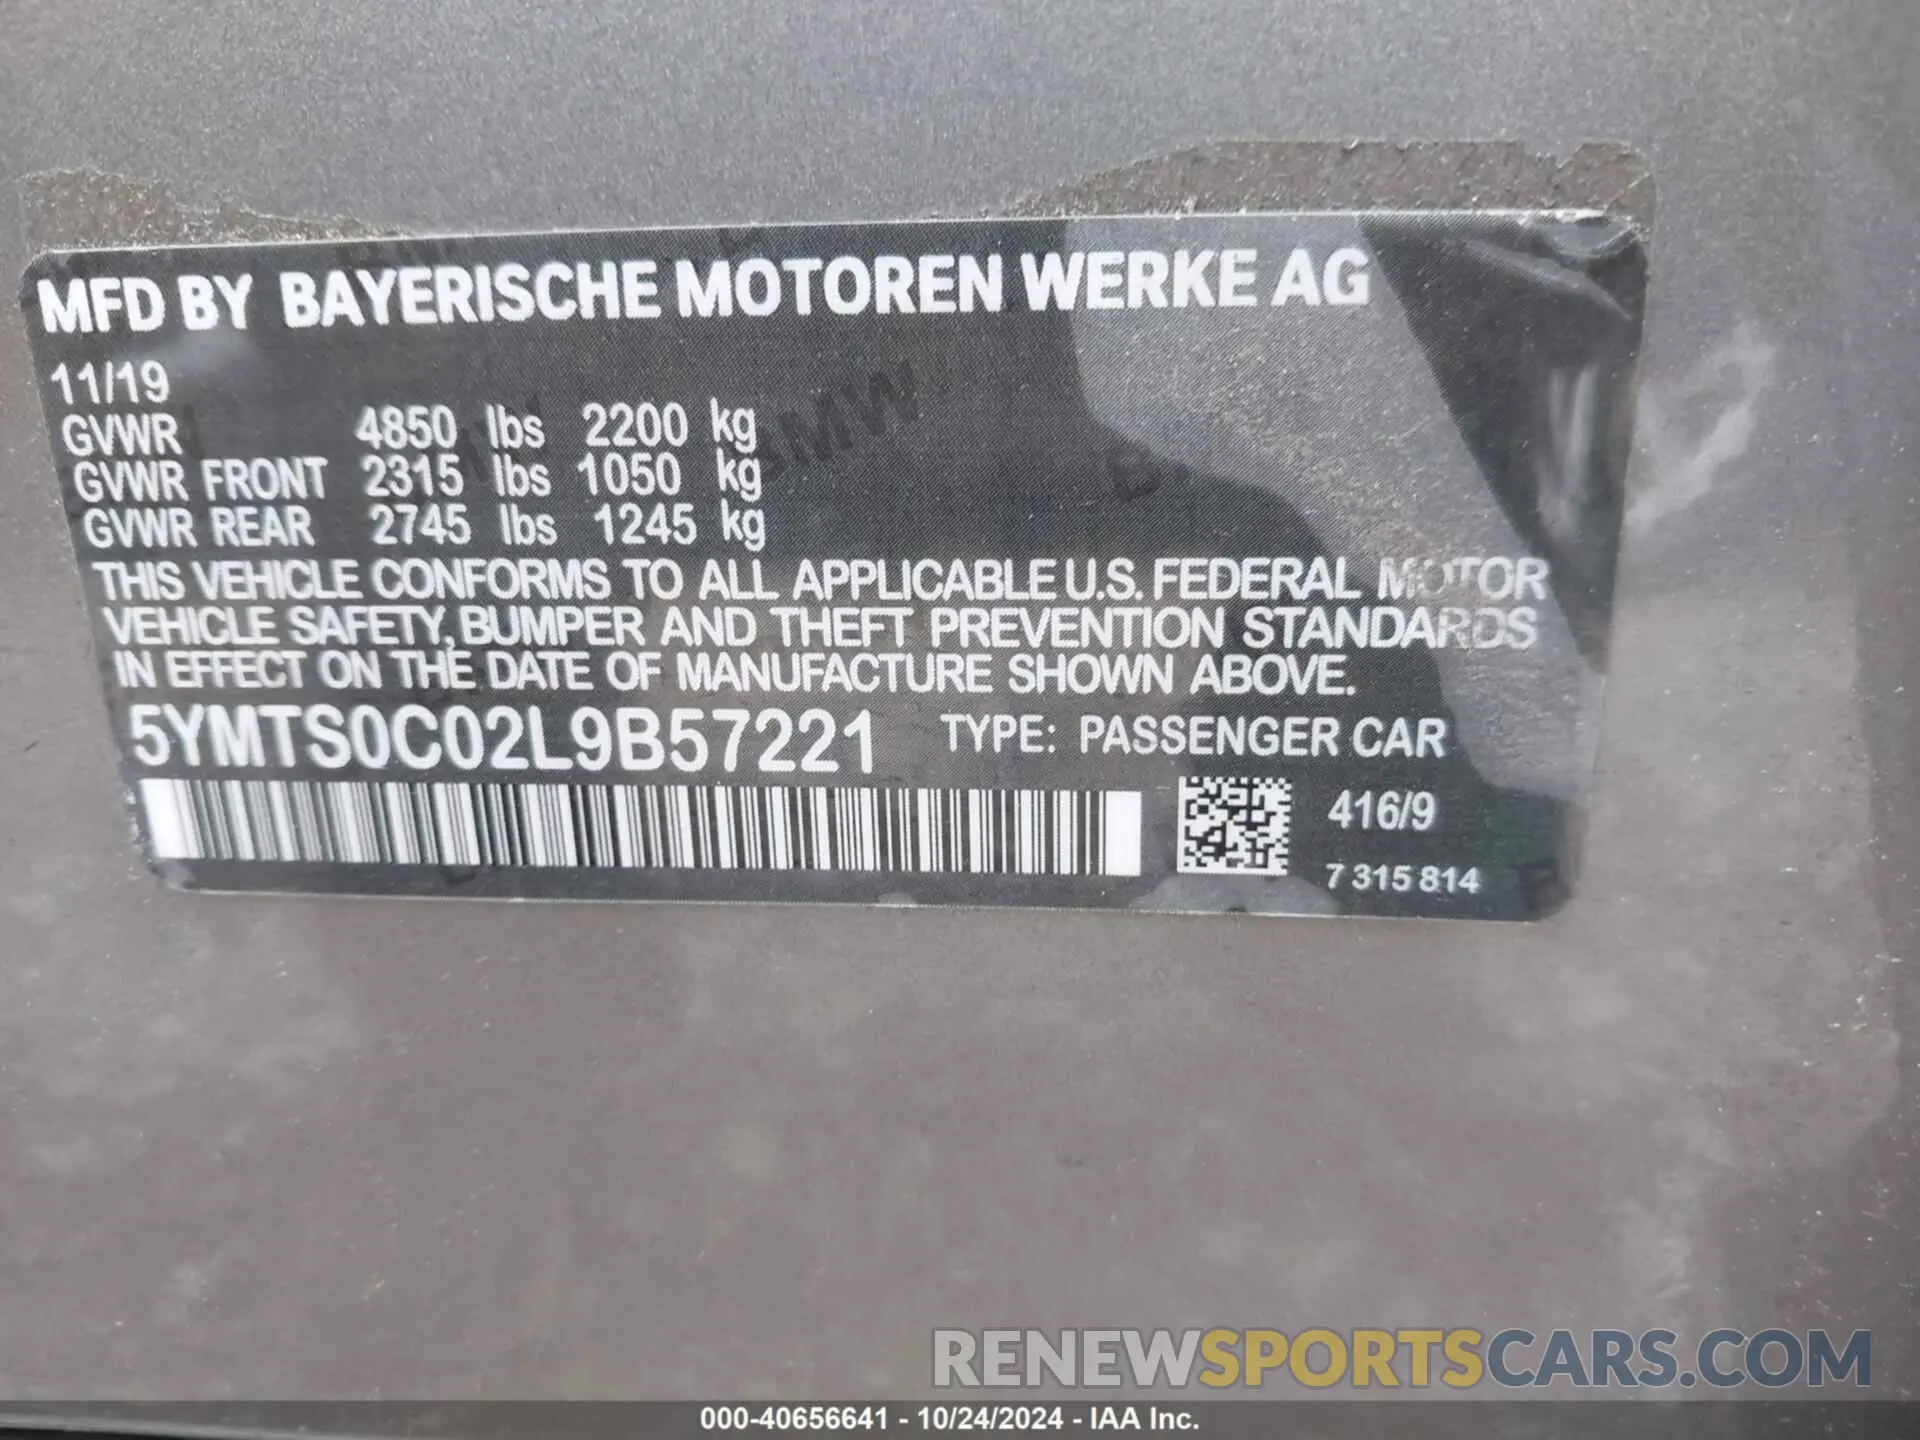 MFD BY BAYERISCHE MOTOREN WERKE AG
11/19
GVWR 4850 lbs 2200 kg
GVWR FRONT 2315 lbs 1050 kg
GVWR REAR 2745 lbs 1245 kg
THIS VEHICLE CONFORMS TO ALL APPLICABLE U.S. FEDERAL MOTOR
VEHICLE SAFETY, BUMPER AND THEFT PREVENTION STANDARDS
IN EFFECT ON THE DATE OF MANUFACTURE SHOWN ABOVE.
5YMTS0C02L9B57221 TYPE: PASSENGER CAR
416/9
7 315 814
RENEWSPORTSCARS.COM
000-40656641 - 10/24/2024 - IAA Inc.